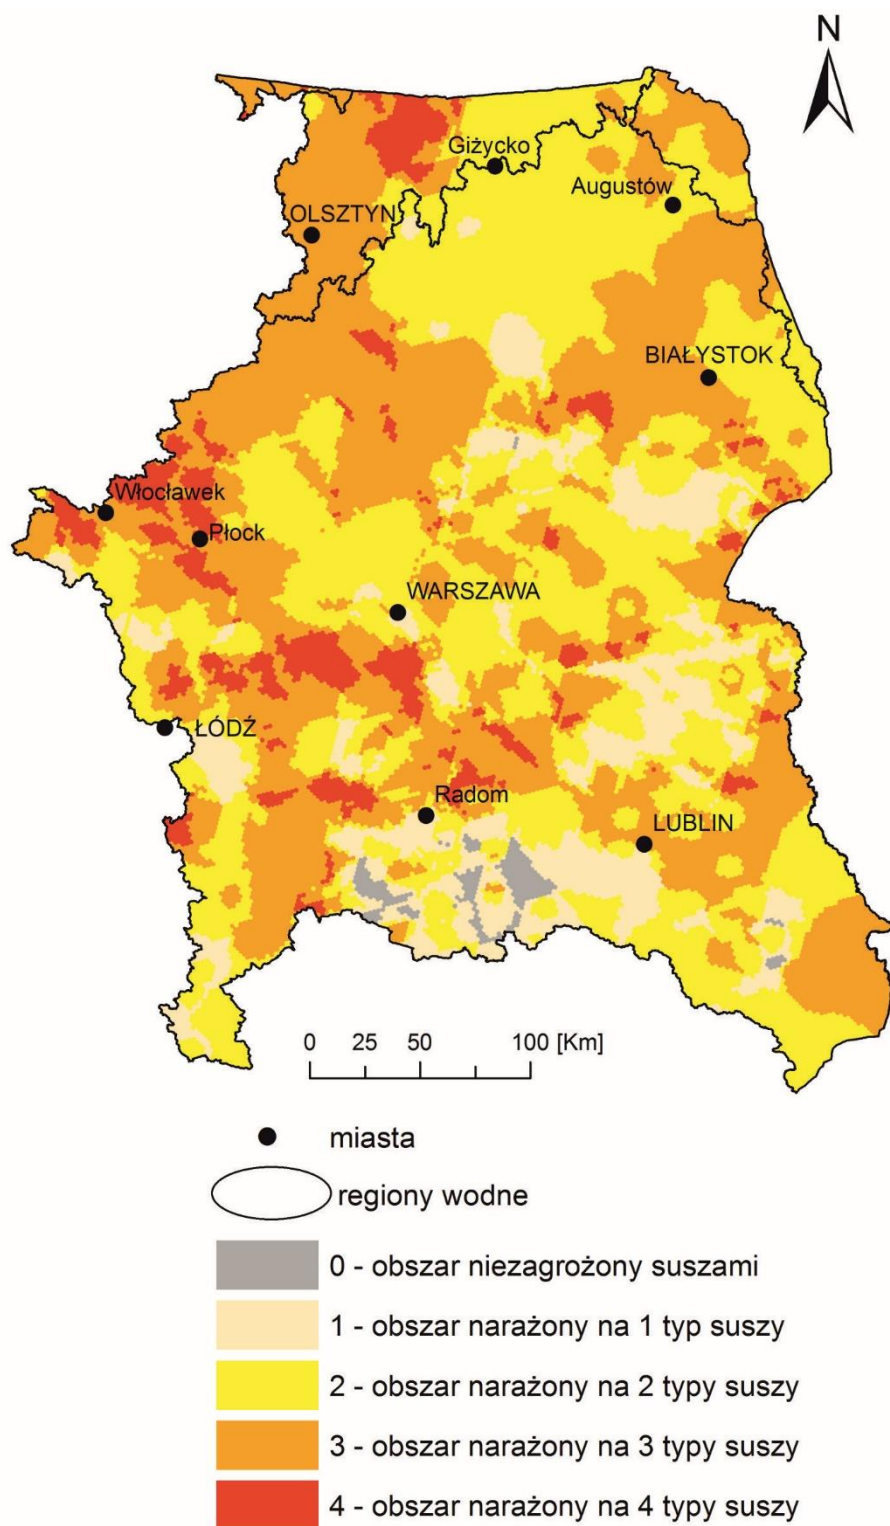 N
Giżycko
Augustów
OLSZTYN
BIAŁYSTOK
Włocławek
Płock
WARSZAWA
ŁÓDŹ
Radom
LUBLIN
0 25 50 100 [Km]
miasta
regiony wodne
0 - obszar niezagrożony suszami
1 - obszar narażony na 1 typ suszy
2 - obszar narażony na 2 typy suszy
3 - obszar narażony na 3 typy suszy
4 - obszar narażony na 4 typy suszy